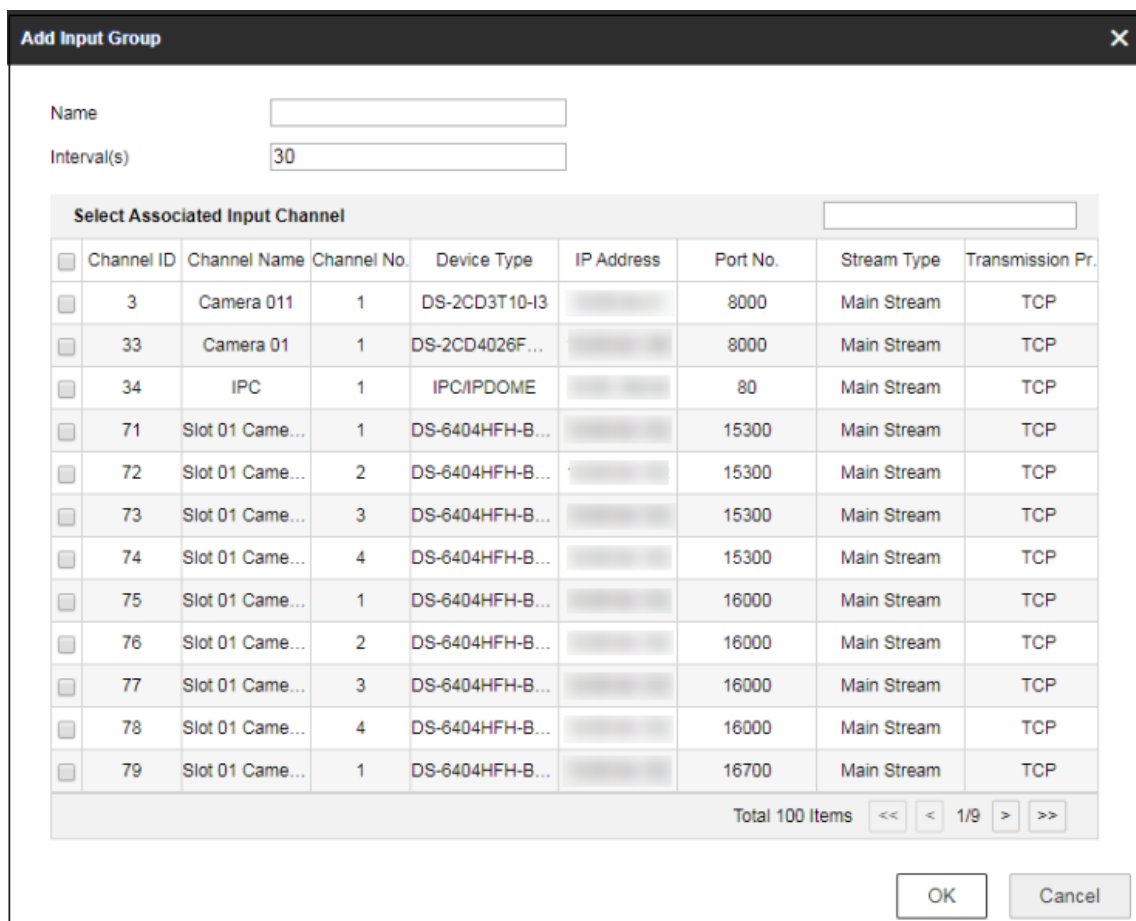 Add Input Group ×
Name
Interval(s) 30
Select Associated Input Channel
Channel ID Channel Name Channel No. Device Type IP Address Port No. Stream Type Transmission Pr.
3 Camera 011 1 DS-2CD3T10-I3 8000 Main Stream TCP
33 Camera 01 1 DS-2CD4026F... 8000 Main Stream TCP
34 IPC 1 IPC/IPDOME 80 Main Stream TCP
71 Slot 01 Came... 1 DS-6404HFH-B... 15300 Main Stream TCP
72 Slot 01 Came... 2 DS-6404HFH-B... 15300 Main Stream TCP
73 Slot 01 Came... 3 DS-6404HFH-B... 15300 Main Stream TCP
74 Slot 01 Came... 4 DS-6404HFH-B... 15300 Main Stream TCP
75 Slot 01 Came... 1 DS-6404HFH-B... 16000 Main Stream TCP
76 Slot 01 Came... 2 DS-6404HFH-B... 16000 Main Stream TCP
77 Slot 01 Came... 3 DS-6404HFH-B... 16000 Main Stream TCP
78 Slot 01 Came... 4 DS-6404HFH-B... 16000 Main Stream TCP
79 Slot 01 Came... 1 DS-6404HFH-B... 16700 Main Stream TCP
Total 100 Items << < 1/9 > >>
OK Cancel